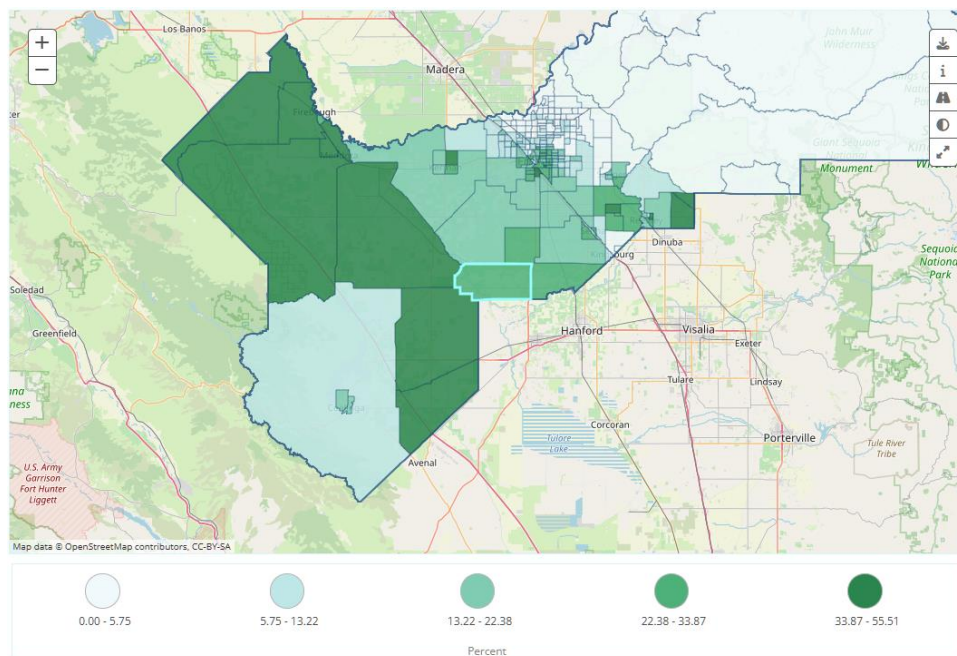 +
−
i
Los Banos
Madera
John Muir
Wilderness
Giant Sequoia
National
Monument
Dinuba
Sequoia
National
Park
Soledad
Greenfield
Hanford
Visalia
Exeter
Lindsay
Tulare
Corcoran
Tulare
Lake
Porterville
Tule River
Tribe
Avenal
U.S. Army
Garrison
Fort Hunter
Liggett
Map data © OpenStreetMap contributors, CC-BY-SA
0.00 - 5.75
5.75 - 13.22
13.22 - 22.38
22.38 - 33.87
33.87 - 55.51
Percent